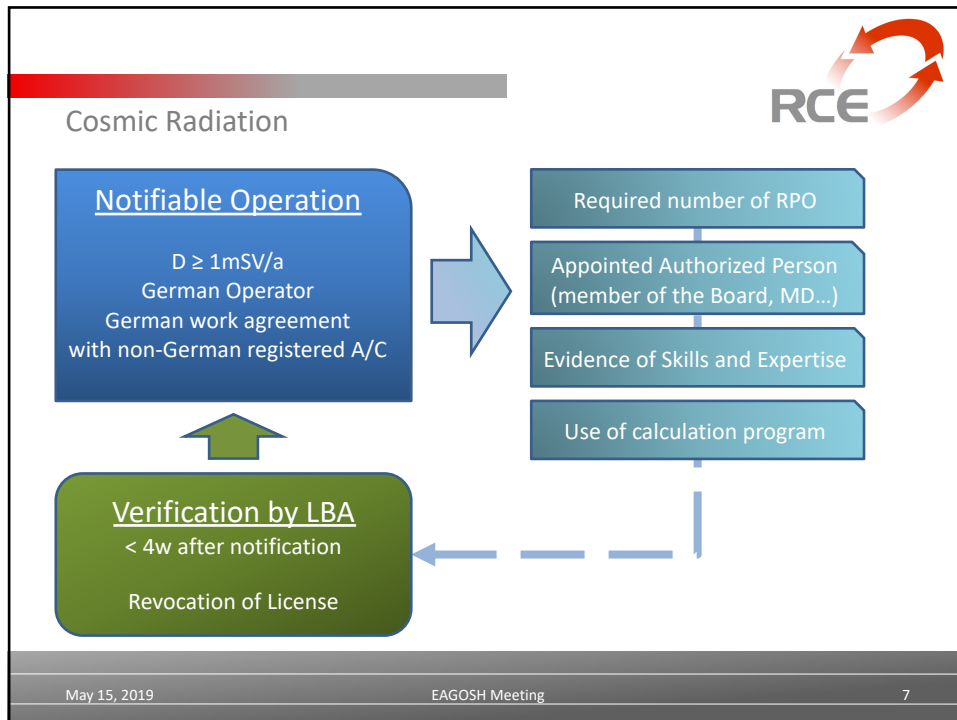 RCE
Cosmic Radiation
Notifiable Operation
D ≥ 1mSV/a
German Operator
German work agreement
with non-German registered A/C
Required number of RPO
Appointed Authorized Person
(member of the Board, MD…)
Evidence of Skills and Expertise
Use of calculation program
Verification by LBA
< 4w after notification
Revocation of License
May 15, 2019
EAGOSH Meeting
7